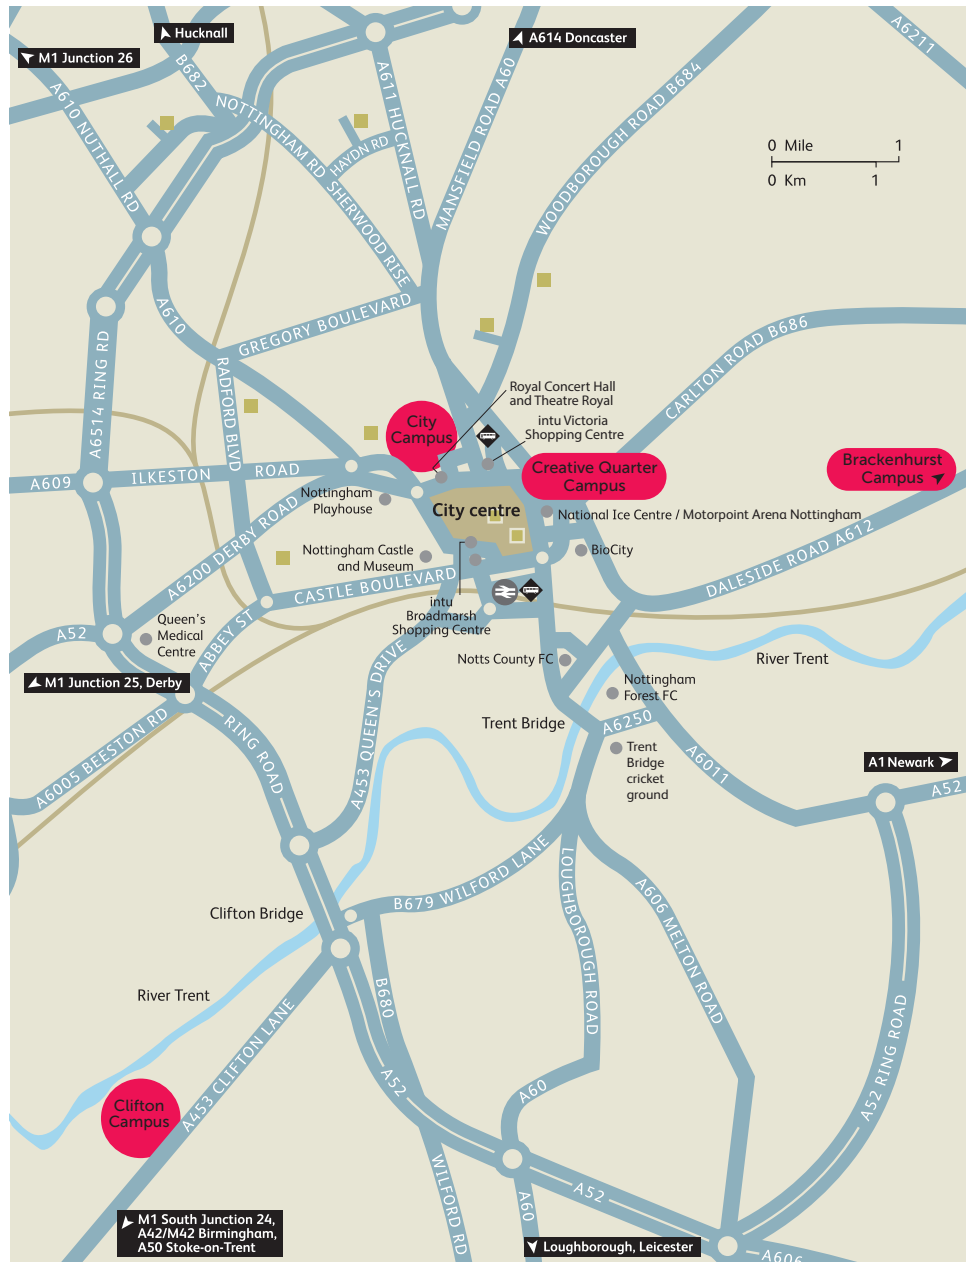 Hucknall
A614 Doncaster
M1 Junction 26
A6211
B682
A610 NUTHALL RD
NOTTINGHAM RD
A611 HUCKNALL RD
HAYDN RD
MANSFIELD ROAD A60
WOODBOROUGH ROAD B684
0 Mile 1
0 Km 1
SHERWOOD RISE
A610
GREGORY BOULEVARD
A6514 RING RD
RADFORD BLVD
CARLTON ROAD B686
Royal Concert Hall
and Theatre Royal
City
Campus
intu Victoria
Shopping Centre
Creative Quarter
Campus
Brackenhurst
Campus
A609
ILKESTON ROAD
Nottingham
Playhouse
City centre
National Ice Centre / Motorpoint Arena Nottingham
A6200 DERBY ROAD
Nottingham Castle
and Museum
BioCity
DALESIDE ROAD A612
CASTLE BOULEVARD
intu
Broadmarsh
Shopping Centre
A52
Queen's
Medical
Centre
ABBEY ST
Notts County FC
River Trent
M1 Junction 25, Derby
Nottingham
Forest FC
A453 QUEEN'S DRIVE
Trent Bridge
A6250
RING ROAD
A6005 BEESTON RD
Trent
Bridge
cricket
ground
A6011
A1 Newark
A52
B679 WILFORD LANE
LOUGHBOROUGH ROAD
A606 MELTON ROAD
Clifton Bridge
River Trent
B680
A453 CLIFTON LANE
A52 RING ROAD
A52
A60
Clifton
Campus
WILFORD RD
A60
A52
M1 South Junction 24,
A42/M42 Birmingham,
A50 Stoke-on-Trent
Loughborough, Leicester
A606